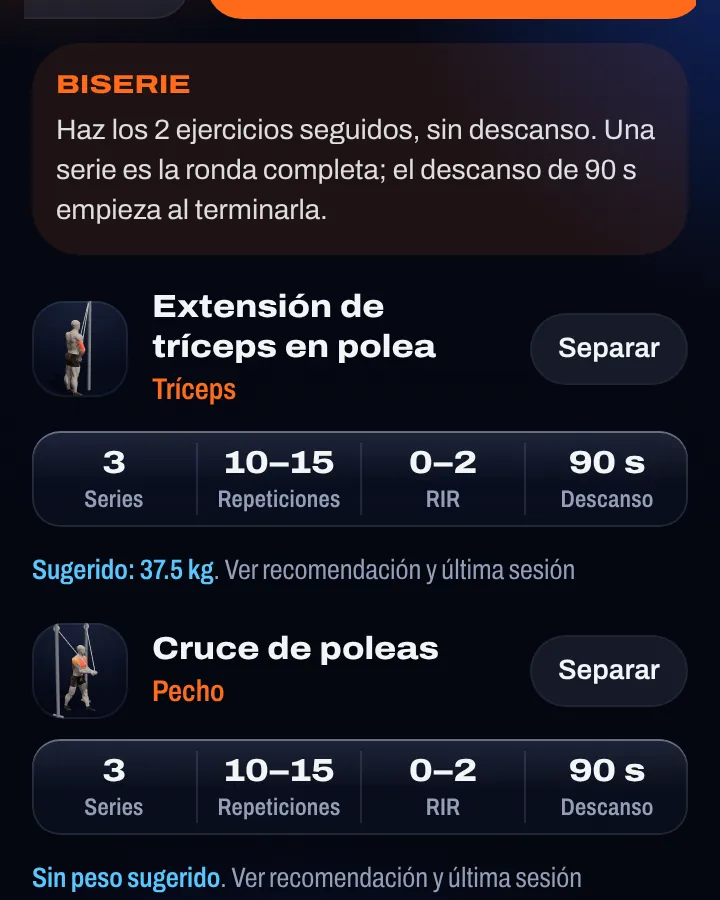 BISERIE
Haz los 2 ejercicios seguidos, sin descanso. Una
serie es la ronda completa; el descanso de 90 s
empieza al terminarla.
Extensión de
tríceps en polea
Tríceps
Separar
3 10–15 0–2 90 s
Series Repeticiones RIR Descanso
Sugerido: 37.5 kg. Ver recomendación y última sesión
Cruce de poleas
Pecho
Separar
3 10–15 0–2 90 s
Series Repeticiones RIR Descanso
Sin peso sugerido. Ver recomendación y última sesión